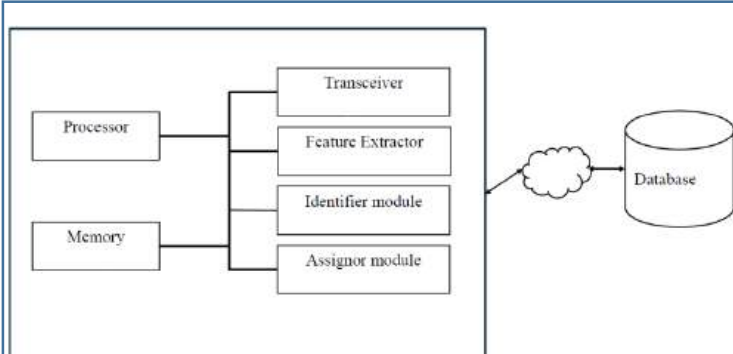 Transceiver
Processor
Feature Extractor
Identifier module
Database
Memory
Assignor module